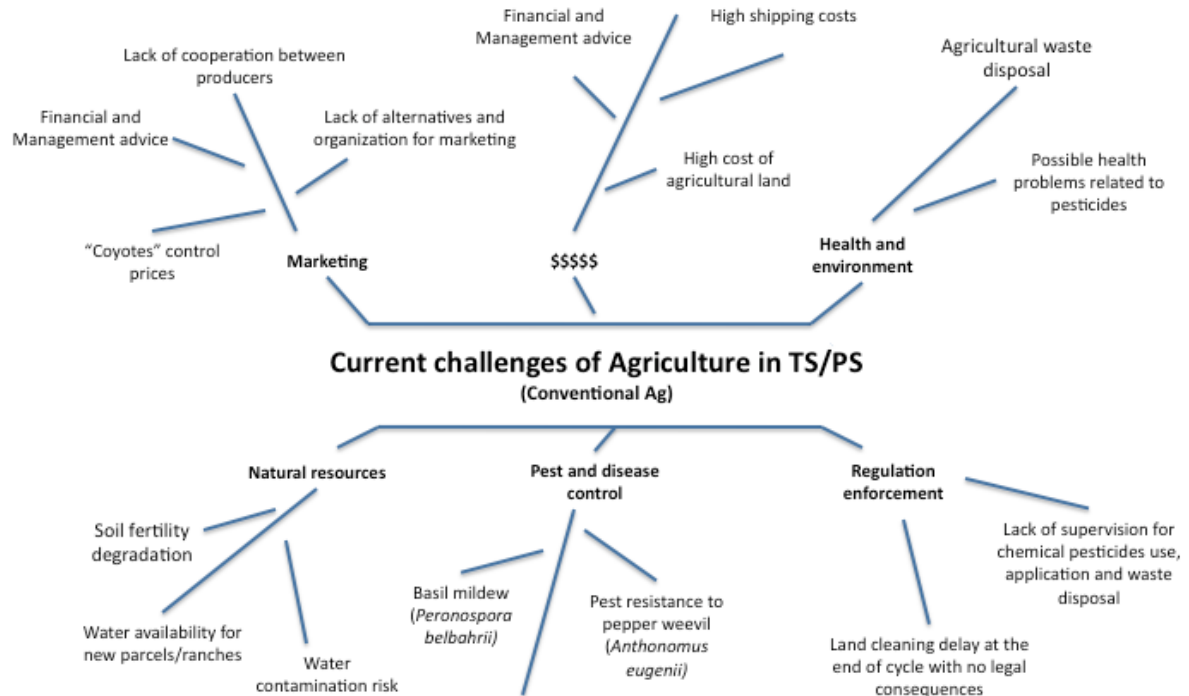 Financial and
Management advice
High shipping costs
Lack of cooperation between
producers
Agricultural waste
disposal
Financial and
Management advice
Lack of alternatives and
organization for marketing
High cost of
agricultural land
Possible health
problems related to
pesticides
"Coyotes" control
prices
Marketing
$$$$$
Health and
environment
Current challenges of Agriculture in TS/PS
(Conventional Ag)
Natural resources
Pest and disease
control
Regulation
enforcement
Soil fertility
degradation
Water availability for
new parcels/ranches
Water
contamination risk
Basil mildew
(Peronospora
belbahrii)
Pest resistance to
pepper weevil
(Anthonomus
eugenii)
Lack of supervision for
chemical pesticides use,
application and waste
disposal
Land cleaning delay at the
end of cycle with no legal
consequences